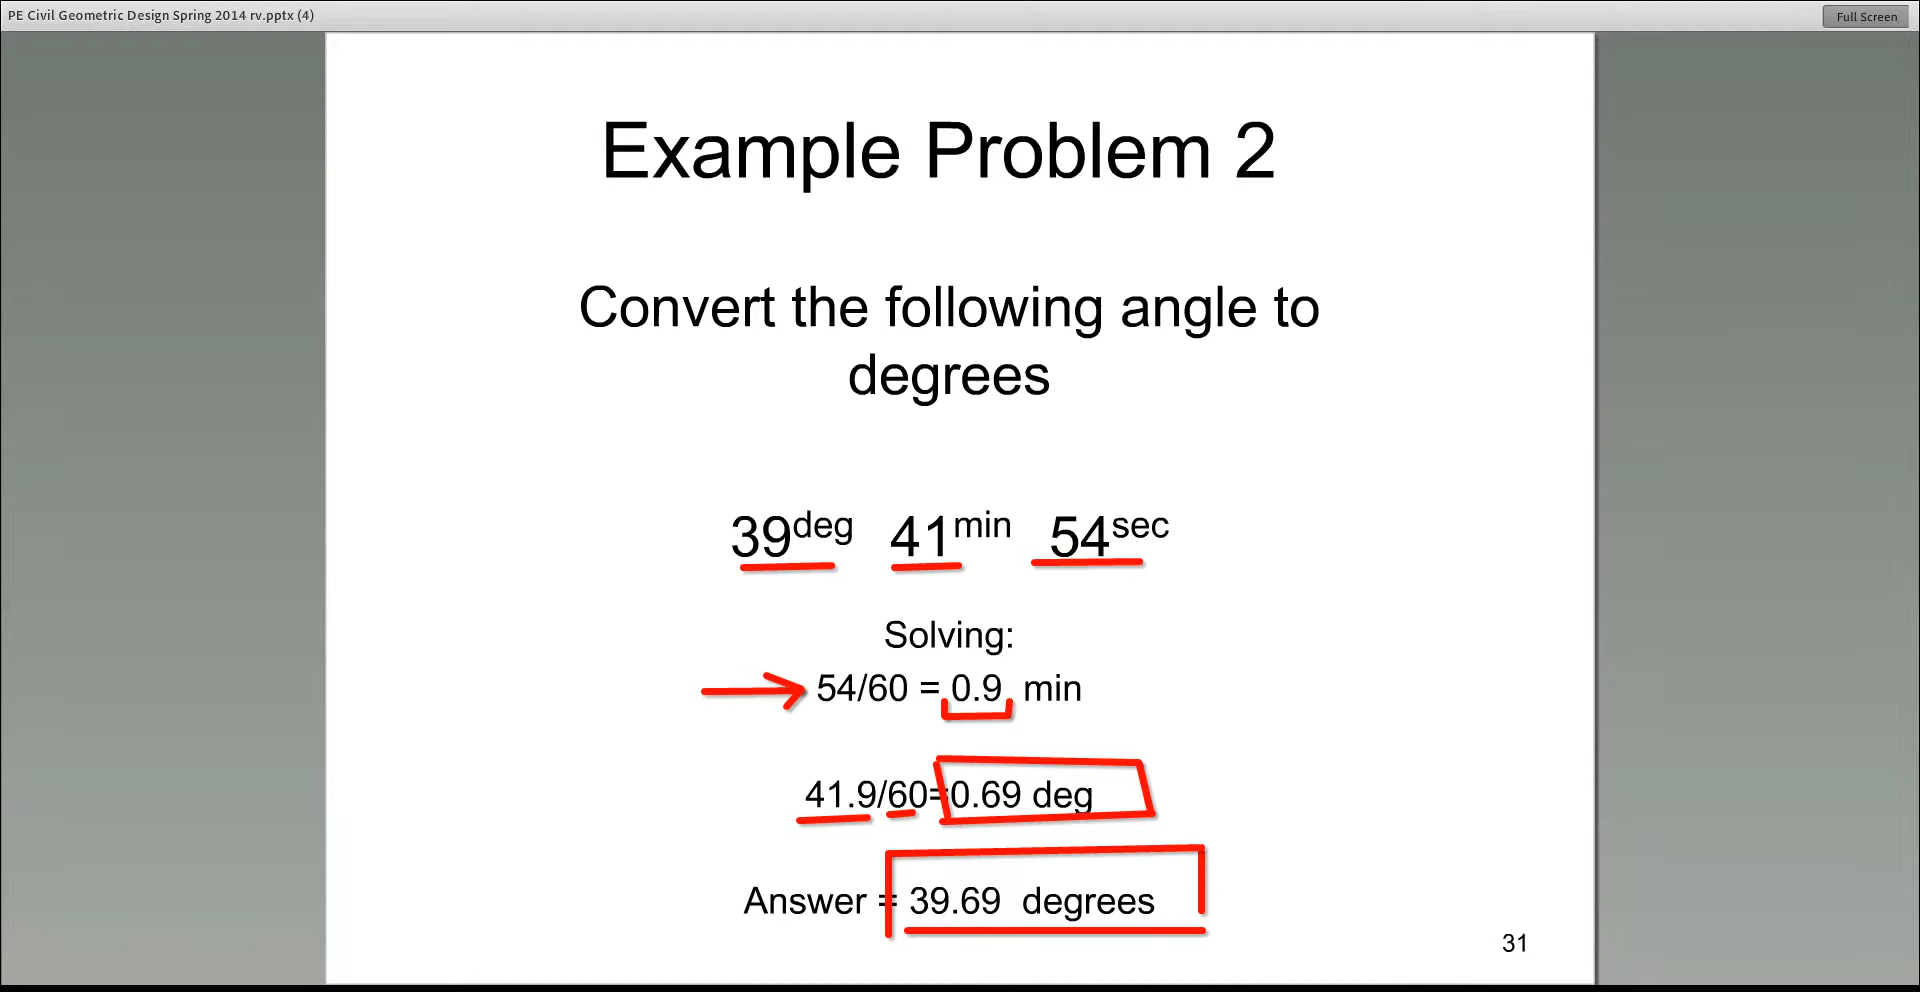 PE Civil Geometric Design Spring 2014 rv.pptx (4)
Full Screen
Example Problem 2
Convert the following angle to
degrees
39deg 41min 54sec
Solving:
54/60 = 0.9 min
41.9/60=0.69 deg
Answer = 39.69 degrees
31